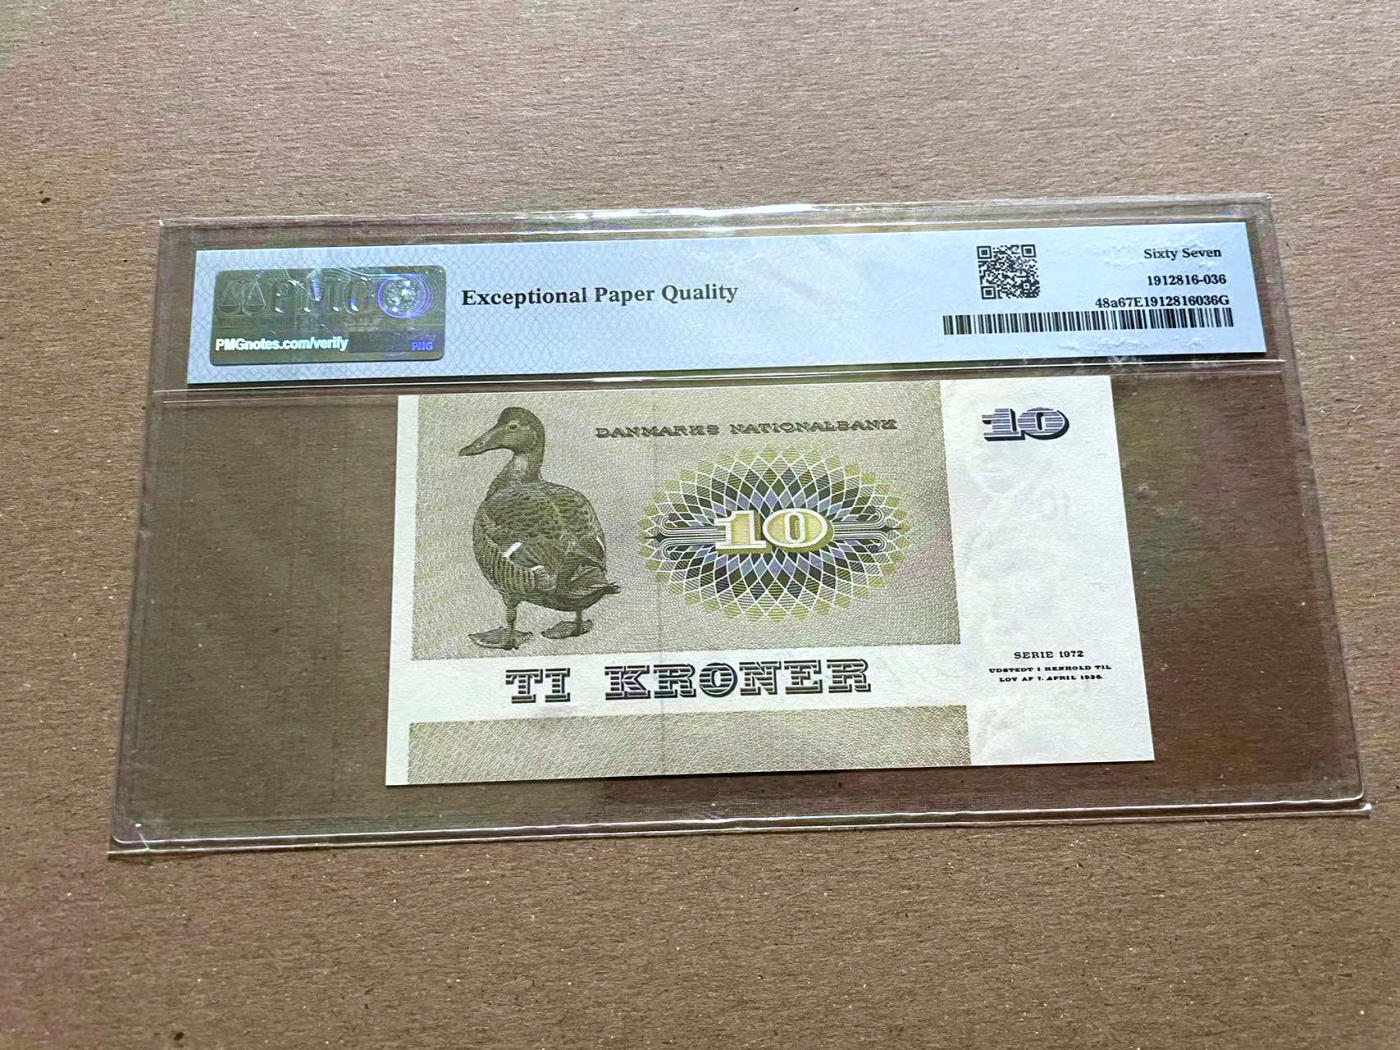 PMG
PMGnotes.com/verify
PNG
Exceptional Paper Quality
Sixty Seven
1912816-036
48a67E1912816036G
DANMARKS NATIONALBANK
10
10
TI KRONER
SERIE 1972
UDSTEDT I HENHOLD TIL
LOV AF 7. APRIL 1936.